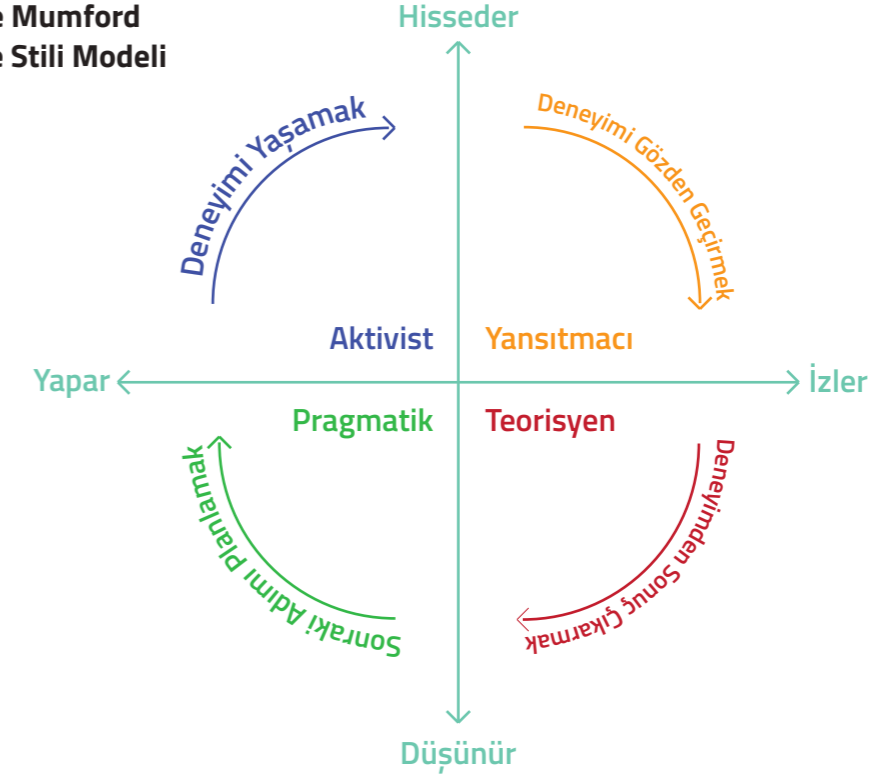 e Mumford
e Stili Modeli
Hisseder
Deneyimi Yaşamak
Deneyimi Gözden Geçirmek
Aktivist
Yansıtmacı
Yapar
İzler
Pragmatik
Teorisyen
Sonraki Adımı Planlamak
Deneyimden Sonuç Çıkarmak
Düşünür